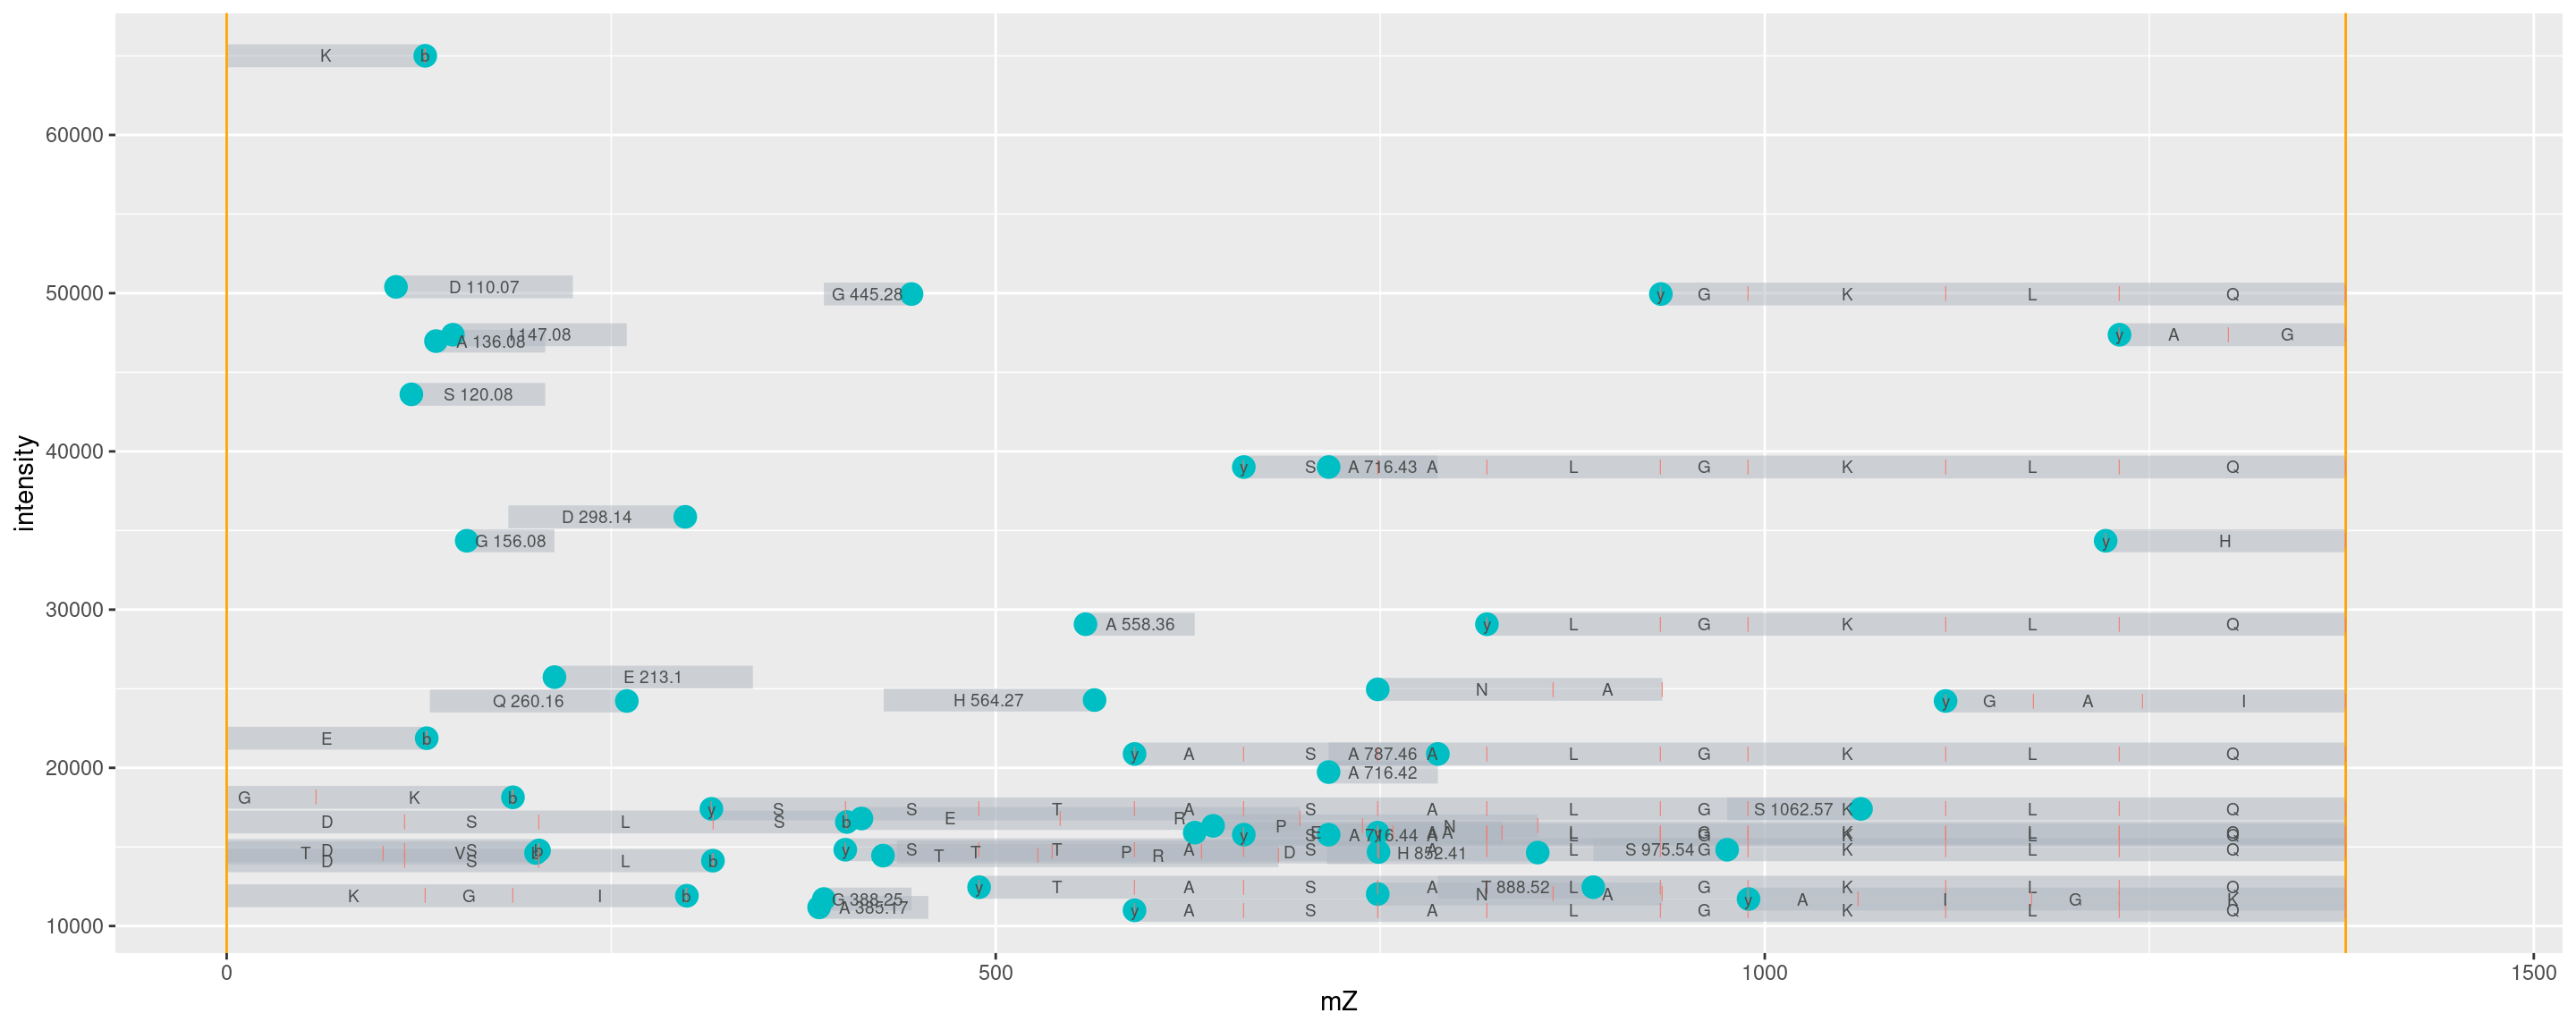 K b
60000
D 110.07
50000
G 445.28
y G K L Q
I 147.08
A 136.08
y A G
S 120.08
40000
y S A 716.43 A L G K L Q
D 298.14
G 156.08
y H
30000
A 558.36
y L G K L Q
E 213.1
Q 260.16
H 564.27
N A
y G A I
E b
20000
y A S A 787.46 A L G K L Q
A 716.42
G K b
y S S T A S A L G S 1062.57 K L Q
D S L S b
E R
P E N
y S A 716.44 A L G K L Q
y A L G K L Q
y S T A S A L S 975.54 G K L Q
D S b
T V L
T T P R D
H 852.41
D S L b
K G I b
G 388.25
A 385.17
y T A S A T 888.52 L G K L Q
N A
y A I G K
y A S A L G K L Q
10000
0
500
1000
1500
mZ
intensity